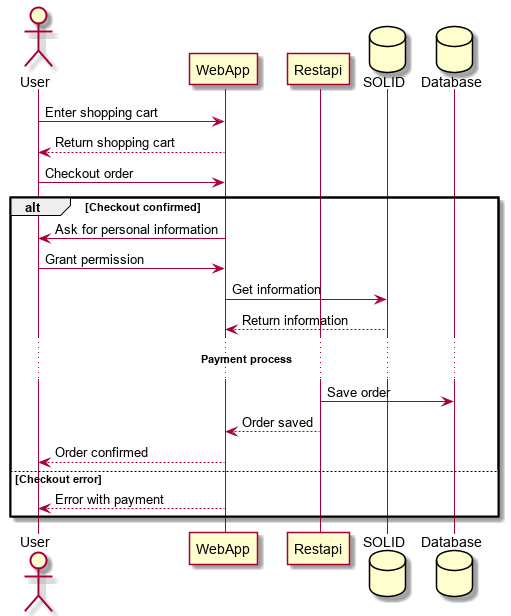 User
WebApp
Restapi
SOLID
Database
Enter shopping cart
Return shopping cart
Checkout order
alt [Checkout confirmed]
Ask for personal information
Grant permission
Get information
Return information
Payment process
Save order
Order saved
Order confirmed
[Checkout error]
Error with payment
User
WebApp
Restapi
SOLID
Database